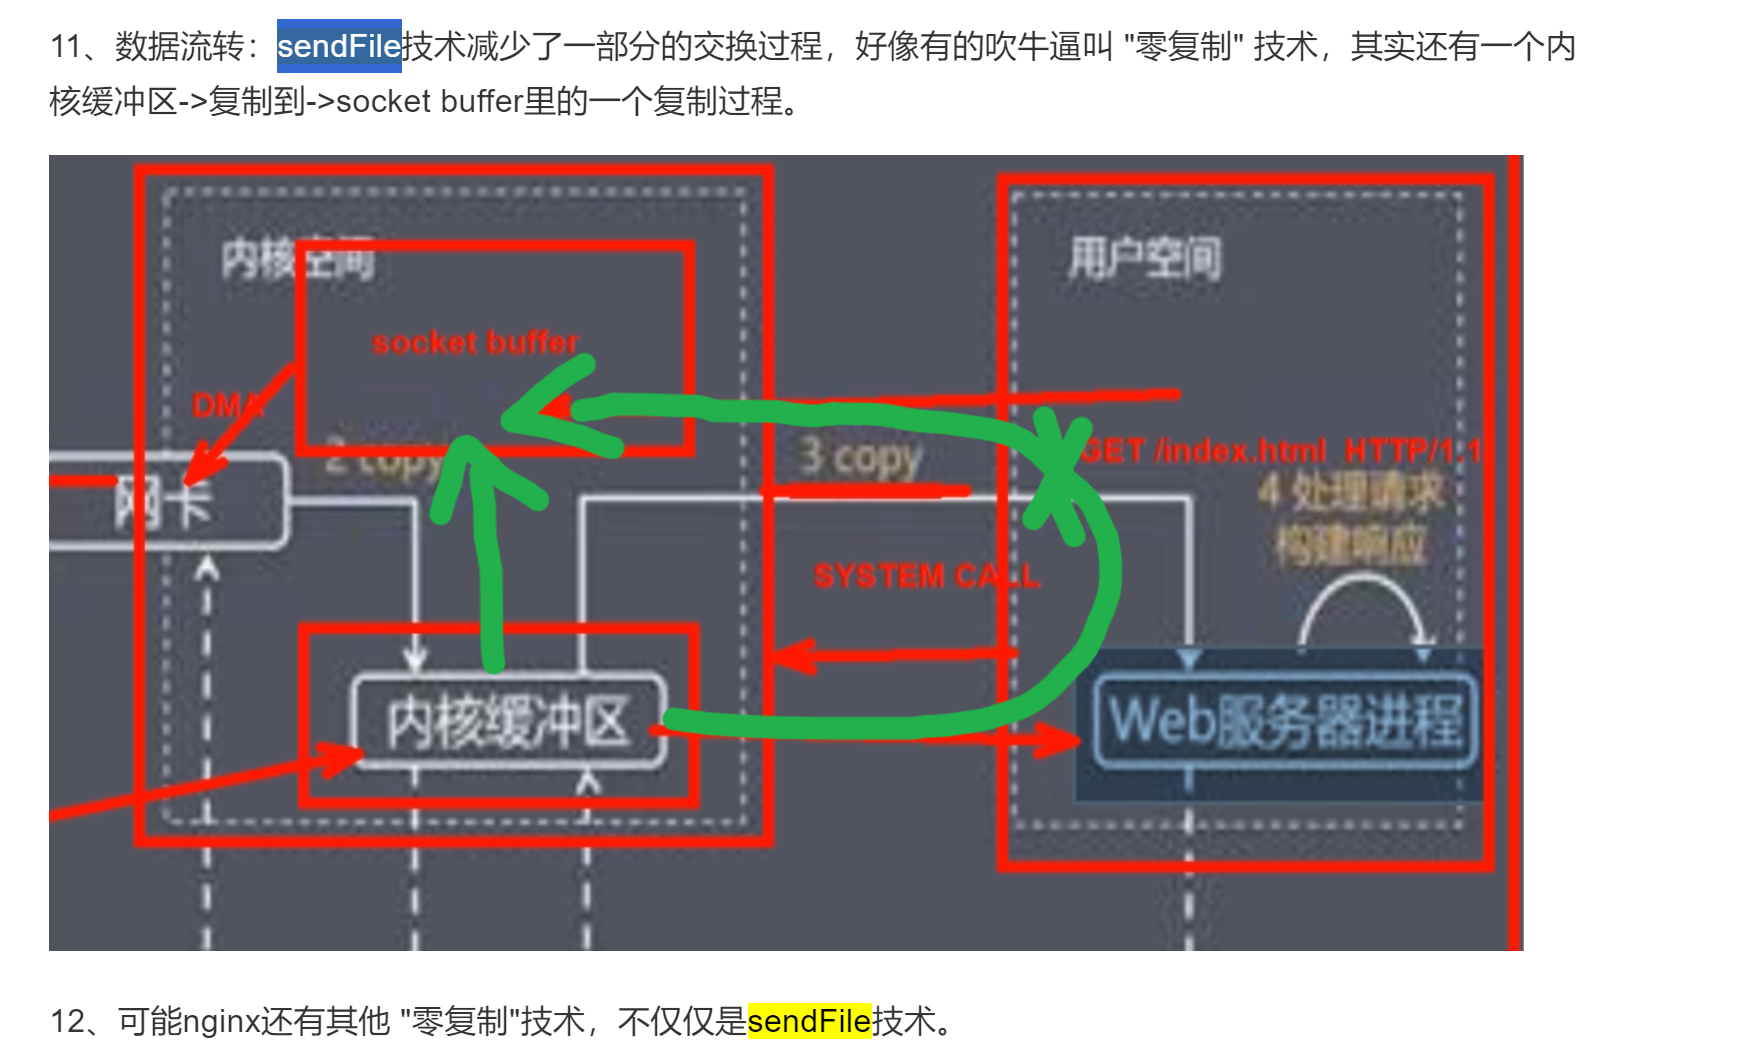 11、数据流转：sendFile技术减少了一部分的交换过程，好像有的吹牛逼叫 "零复制" 技术，其实还有一个内
核缓冲区->复制到->socket buffer里的一个复制过程。
内核空间
用户空间
socket buffer
DMA
2 copy
3 copy
GET /index.html HTTP/1.1
网卡
4 处理请求
构建响应
SYSTEM CALL
内核缓冲区
Web服务器进程
12、可能nginx还有其他 "零复制"技术，不仅仅是sendFile技术。